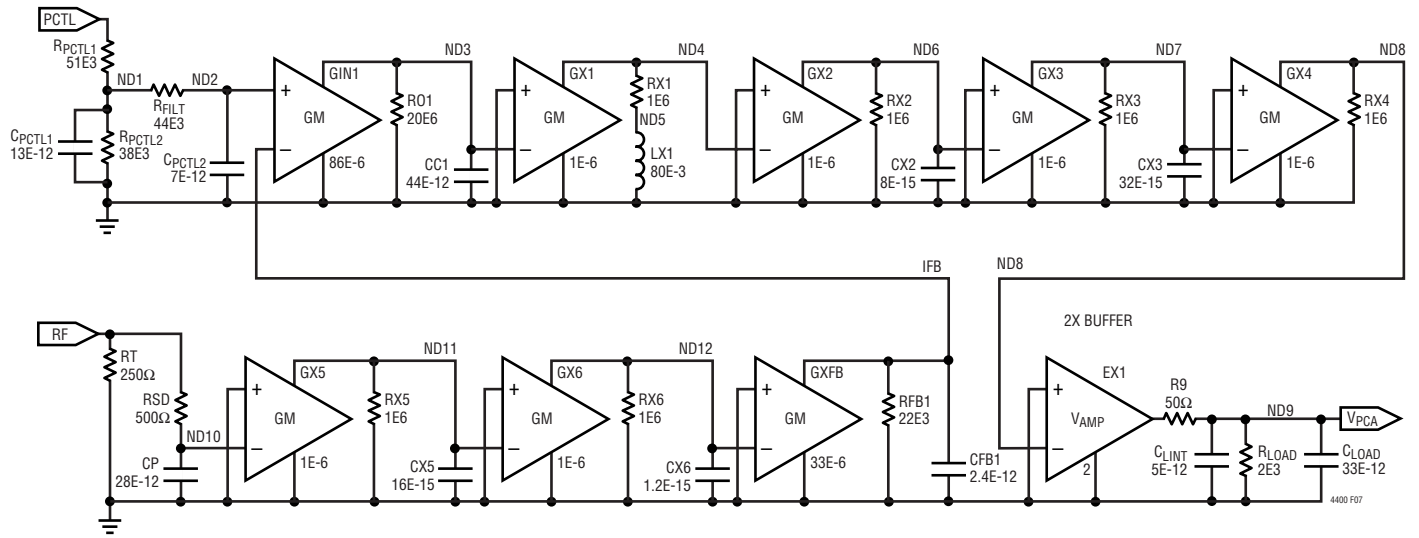 PCTL
RPCTL1
51E3
ND1
ND2
RFILT
44E3
CPCTL1
13E-12
RPCTL2
38E3
CPCTL2
7E-12
+
–
GIN1
GM
86E-6
ND3
RO1
20E6
CC1
44E-12
+
–
GX1
GM
1E-6
ND4
RX1
1E6
ND5
LX1
80E-3
+
–
GX2
GM
1E-6
ND6
RX2
1E6
CX2
8E-15
+
–
GX3
GM
1E-6
ND7
RX3
1E6
CX3
32E-15
+
–
GX4
GM
1E-6
ND8
RX4
1E6
IFB
ND8
RF
RT
250Ω
RSD
500Ω
ND10
CP
28E-12
+
–
GX5
GM
1E-6
ND11
RX5
1E6
CX5
16E-15
+
–
GX6
GM
1E-6
ND12
RX6
1E6
CX6
1.2E-15
+
–
GXFB
GM
33E-6
RFB1
22E3
CFB1
2.4E-12
2X BUFFER
+
–
EX1
VAMP
2
R9
50Ω
ND9
VPCA
CLINT
5E-12
RLOAD
2E3
CLOAD
33E-12
4400 F07